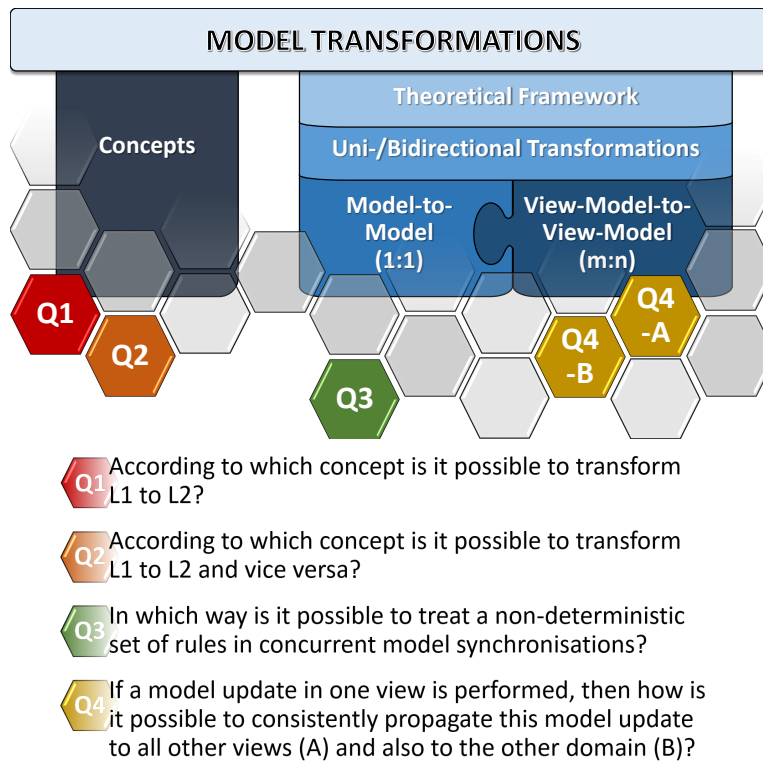 MODEL TRANSFORMATIONS
Concepts
Theoretical Framework
Uni-/Bidirectional Transformations
Model-to-
Model
(1:1)
View-Model-to-
View-Model
(m:n)
Q1
Q2
Q3
Q4
-B
Q4
-A
Q1
According to which concept is it possible to transform
L1 to L2?
Q2
According to which concept is it possible to transform
L1 to L2 and vice versa?
Q3
In which way is it possible to treat a non-deterministic
set of rules in concurrent model synchronisations?
Q4
If a model update in one view is performed, then how is
it possible to consistently propagate this model update
to all other views (A) and also to the other domain (B)?